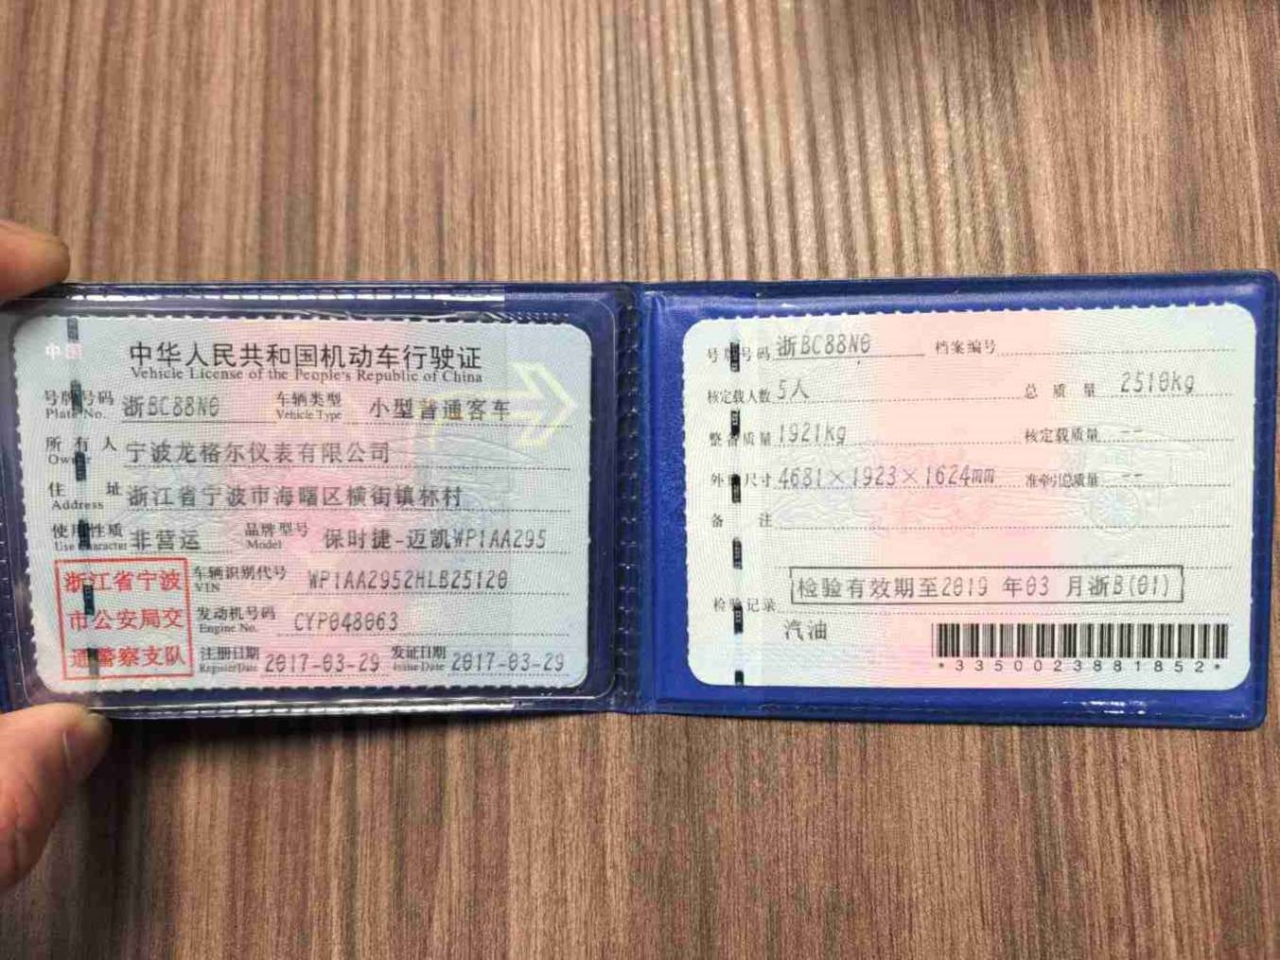 中国
中华人民共和国机动车行驶证
Vehicle License of the People's Republic of China
号牌号码 浙BC88N0 车辆类型 小型普通客车
Plate No. Vehicle Type
所有人 宁波龙格尔仪表有限公司
Owner
住址 浙江省宁波市海曙区横街镇林村
Address
使用性质 非营运 品牌型号 保时捷-迈凯WP1AA295
Use Character Model
浙江省宁波
市公安局交
通警察支队
车辆识别代号 WP1AA2952HLB25120
VIN
发动机号码 CYP048063
Engine No.
注册日期 2017-03-29 发证日期 2017-03-29
Register Date Issue Date
号牌号码 浙BC88N0 档案编号
核定载人数 5人 总质量 2510kg
整备质量 1921kg 核定载质量 --
外廓尺寸 4681×1923×1624mm 准牵引总质量 --
备注
检验有效期至2019 年03 月浙B(01)
检验记录
汽油
*3350023881852*